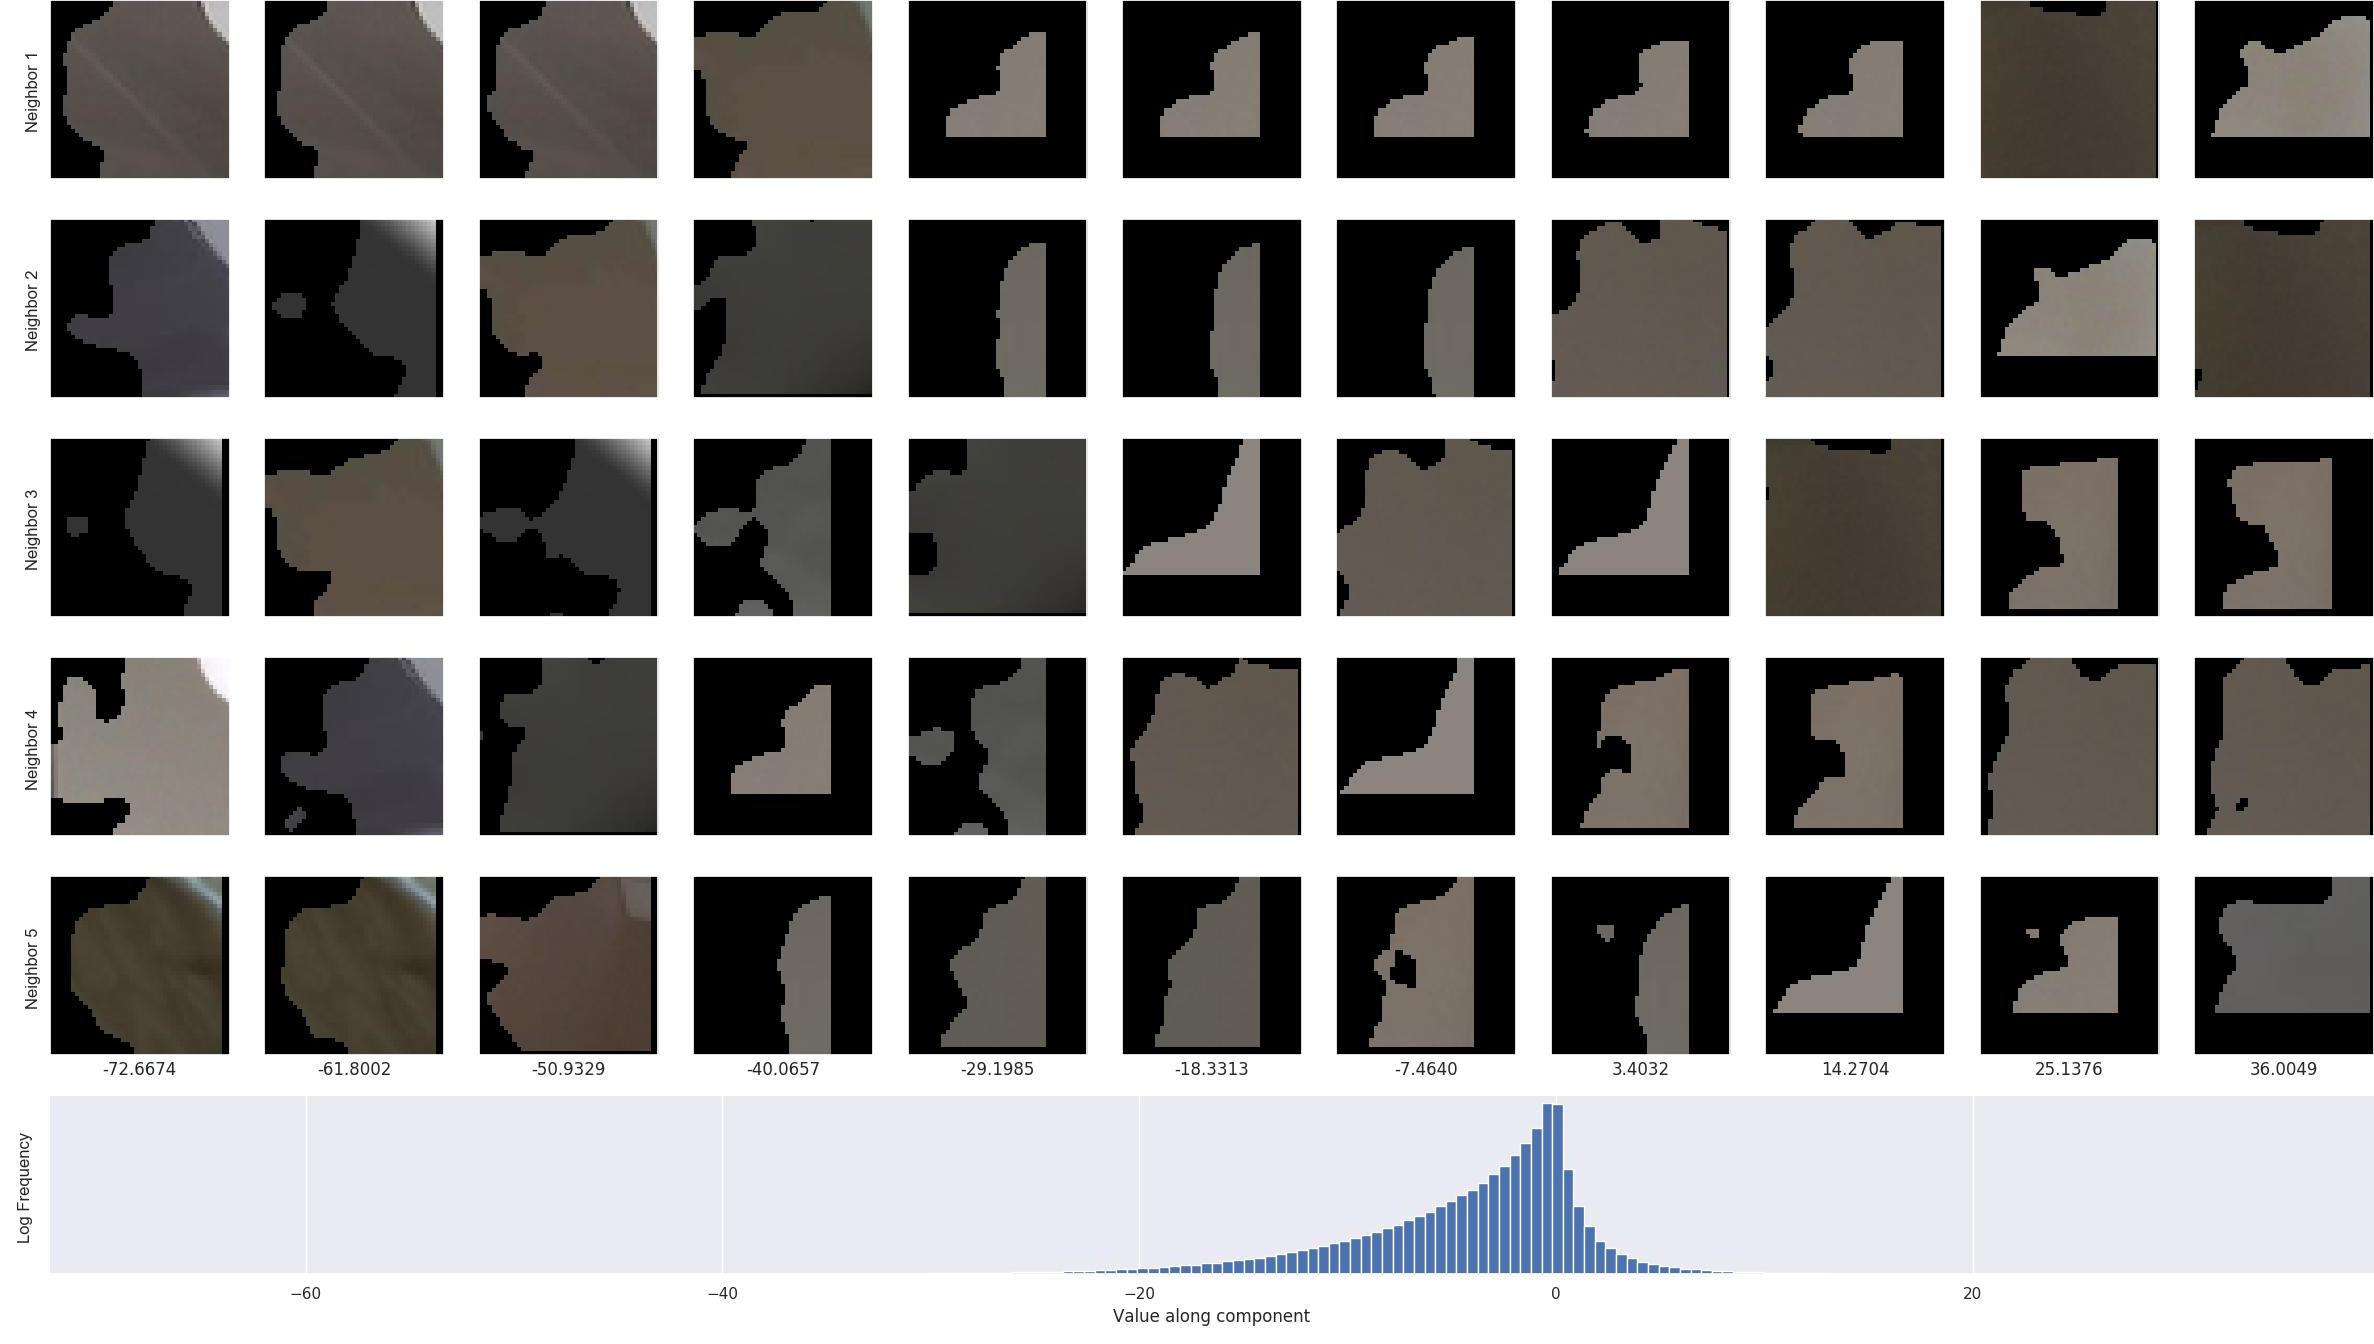 Neighbor 1
Neighbor 2
Neighbor 3
Neighbor 4
Neighbor 5
-72.6674 -61.8002 -50.9329 -40.0657 -29.1985 -18.3313 -7.4640 3.4032 14.2704 25.1376 36.0049
Log Frequency
−60 −40 −20 0 20
Value along component